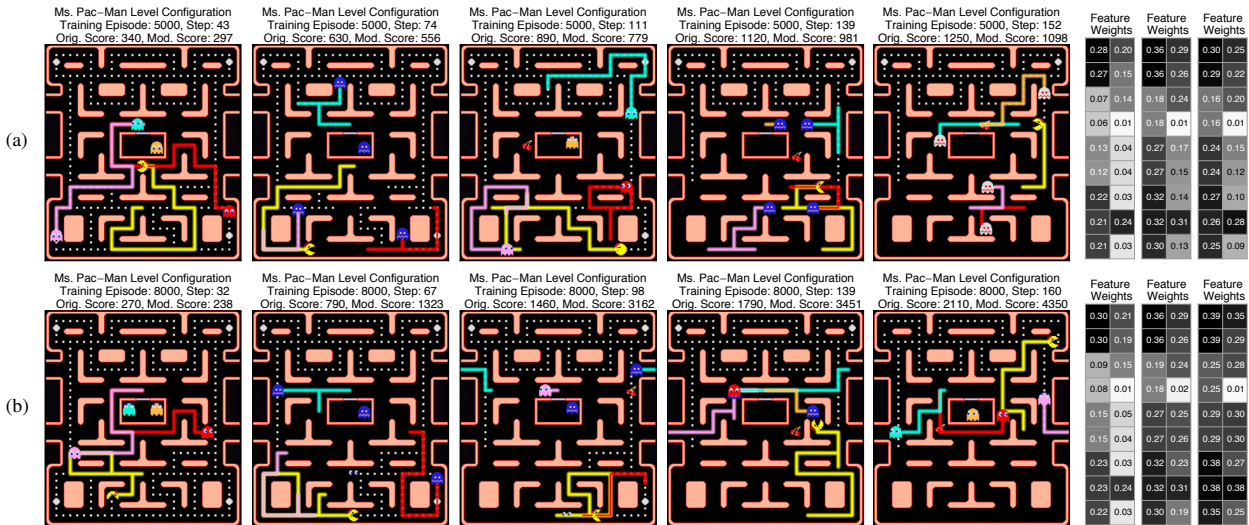 Ms. Pac-Man Level Configuration
Training Episode: 5000, Step: 43
Orig. Score: 340, Mod. Score: 297
Ms. Pac-Man Level Configuration
Training Episode: 5000, Step: 74
Orig. Score: 630, Mod. Score: 556
Ms. Pac-Man Level Configuration
Training Episode: 5000, Step: 111
Orig. Score: 890, Mod. Score: 779
Ms. Pac-Man Level Configuration
Training Episode: 5000, Step: 139
Orig. Score: 1120, Mod. Score: 981
Ms. Pac-Man Level Configuration
Training Episode: 5000, Step: 152
Orig. Score: 1250, Mod. Score: 1098
(a)
Feature
Weights
0.28 0.20
0.27 0.15
0.07 0.14
0.06 0.01
0.13 0.04
0.12 0.04
0.22 0.03
0.21 0.24
0.21 0.03
Feature
Weights
0.36 0.29
0.36 0.26
0.18 0.24
0.18 0.01
0.27 0.17
0.27 0.15
0.32 0.14
0.32 0.31
0.30 0.13
Feature
Weights
0.30 0.25
0.29 0.22
0.16 0.20
0.16 0.01
0.24 0.15
0.24 0.12
0.27 0.10
0.26 0.28
0.25 0.09
Ms. Pac-Man Level Configuration
Training Episode: 8000, Step: 32
Orig. Score: 270, Mod. Score: 238
Ms. Pac-Man Level Configuration
Training Episode: 8000, Step: 67
Orig. Score: 790, Mod. Score: 1323
Ms. Pac-Man Level Configuration
Training Episode: 8000, Step: 98
Orig. Score: 1460, Mod. Score: 3162
Ms. Pac-Man Level Configuration
Training Episode: 8000, Step: 139
Orig. Score: 1790, Mod. Score: 3451
Ms. Pac-Man Level Configuration
Training Episode: 8000, Step: 160
Orig. Score: 2110, Mod. Score: 4350
(b)
Feature
Weights
0.30 0.21
0.30 0.19
0.09 0.15
0.08 0.01
0.15 0.05
0.15 0.04
0.23 0.03
0.23 0.24
0.22 0.03
Feature
Weights
0.36 0.29
0.36 0.26
0.19 0.24
0.18 0.02
0.27 0.25
0.27 0.26
0.32 0.23
0.32 0.31
0.30 0.19
Feature
Weights
0.39 0.35
0.39 0.29
0.25 0.28
0.25 0.01
0.29 0.30
0.29 0.30
0.38 0.27
0.38 0.38
0.35 0.25